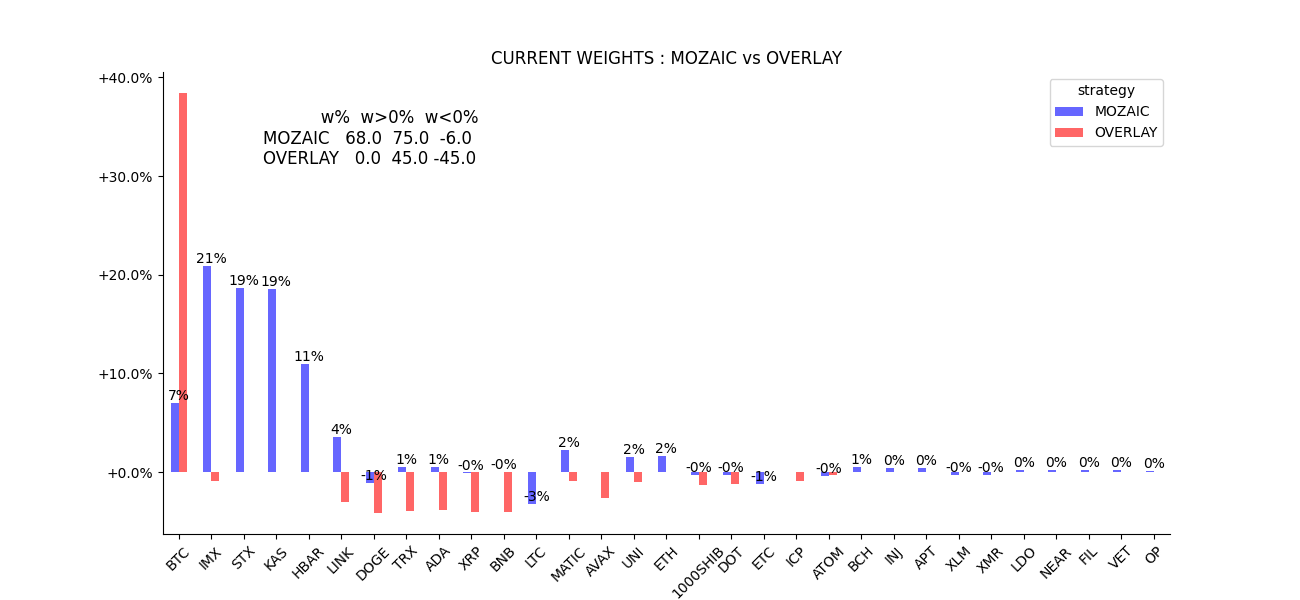 CURRENT WEIGHTS : MOZAIC vs OVERLAY
+40.0%
+30.0%
+20.0%
+10.0%
+0.0%
w% w>0% w<0%
MOZAIC 68.0 75.0 -6.0
OVERLAY 0.0 45.0 -45.0
strategy
MOZAIC
OVERLAY
7% 21% 19% 19% 11% 4% -1% 1% 1% -0% -0% -3% 2% 2% 2% -0% -0% -1% -0% 1% 0% 0% -0% -0% 0% 0% 0% 0% 0%
BTC IMX STX KAS HBAR LINK DOGE TRX ADA XRP BNB LTC MATIC AVAX UNI ETH 1000SHIB DOT ETC ICP ATOM BCH INJ APT XLM XMR LDO NEAR FIL VET OP